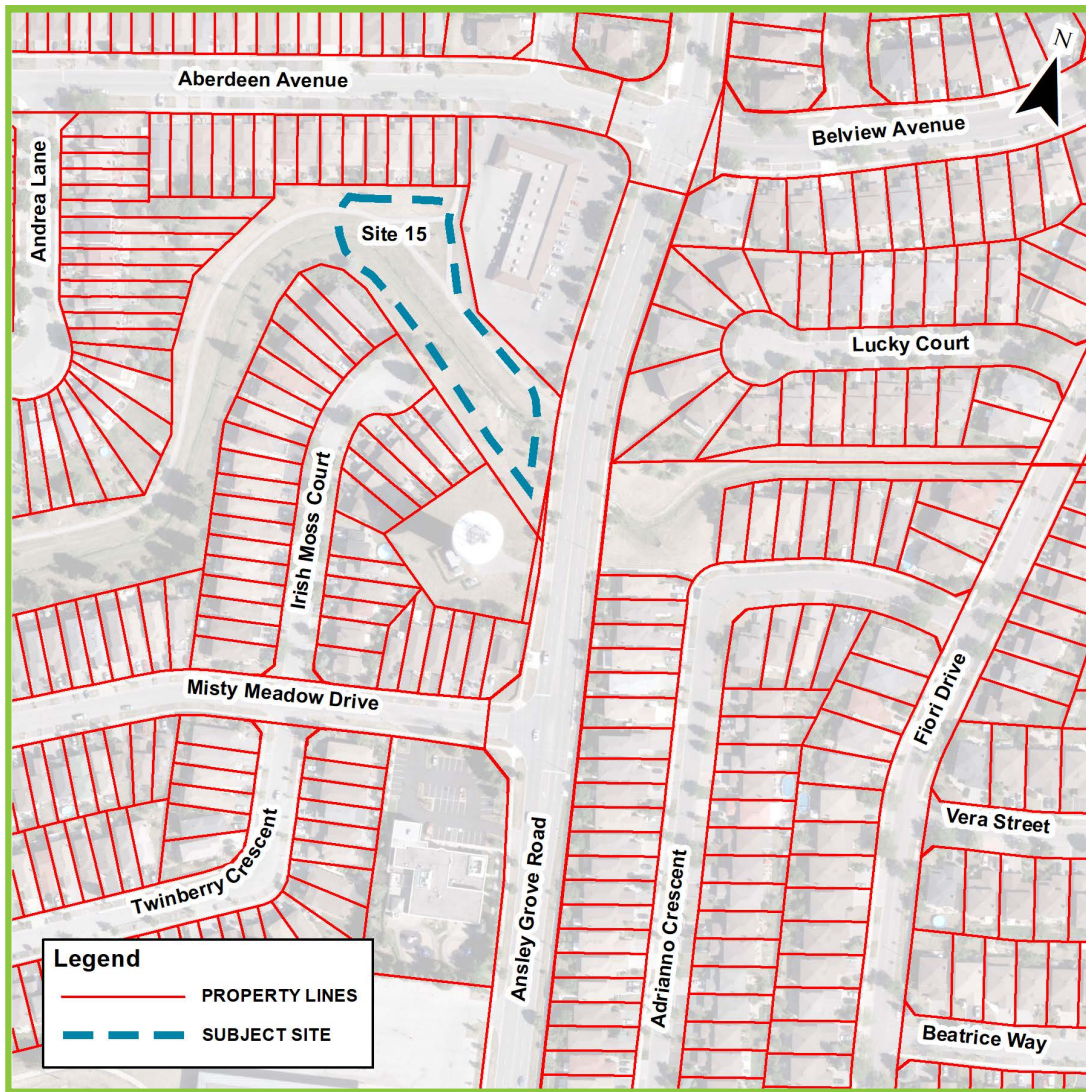 Aberdeen Avenue
N
Belview Avenue
Andrea Lane
Site 15
Lucky Court
Irish Moss Court
Misty Meadow Drive
Fiori Drive
Vera Street
Twinberry Crescent
Ansley Grove Road
Adrianno Crescent
Beatrice Way
Legend
PROPERTY LINES
SUBJECT SITE